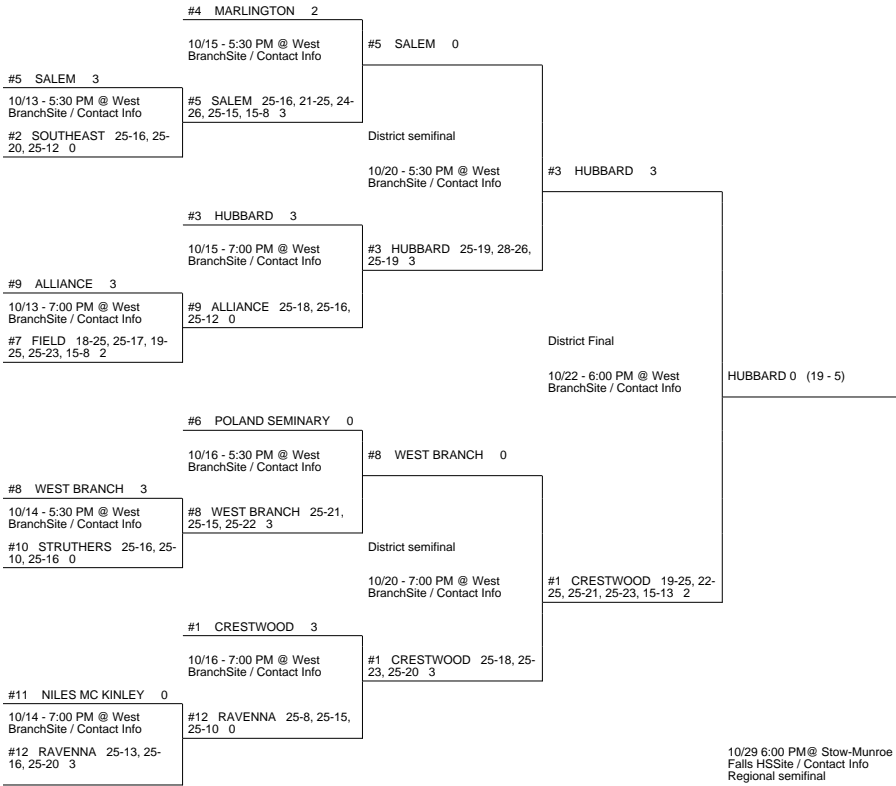 #4 MARLINGTON 2
10/15 - 5:30 PM @ West
BranchSite / Contact Info
#5 SALEM 0
#5 SALEM 3
10/13 - 5:30 PM @ West
BranchSite / Contact Info
#5 SALEM 25-16, 21-25, 24-
26, 25-15, 15-8 3
#2 SOUTHEAST 25-16, 25-
20, 25-12 0
District semifinal
10/20 - 5:30 PM @ West
BranchSite / Contact Info
#3 HUBBARD 3
#3 HUBBARD 3
10/15 - 7:00 PM @ West
BranchSite / Contact Info
#3 HUBBARD 25-19, 28-26,
25-19 3
#9 ALLIANCE 3
10/13 - 7:00 PM @ West
BranchSite / Contact Info
#9 ALLIANCE 25-18, 25-16,
25-12 0
#7 FIELD 18-25, 25-17, 19-
25, 25-23, 15-8 2
District Final
10/22 - 6:00 PM @ West
BranchSite / Contact Info
HUBBARD 0 (19 - 5)
#6 POLAND SEMINARY 0
10/16 - 5:30 PM @ West
BranchSite / Contact Info
#8 WEST BRANCH 0
#8 WEST BRANCH 3
10/14 - 5:30 PM @ West
BranchSite / Contact Info
#8 WEST BRANCH 25-21,
25-15, 25-22 3
#10 STRUTHERS 25-16, 25-
10, 25-16 0
District semifinal
10/20 - 7:00 PM @ West
BranchSite / Contact Info
#1 CRESTWOOD 19-25, 22-
25, 25-21, 25-23, 15-13 2
#1 CRESTWOOD 3
10/16 - 7:00 PM @ West
BranchSite / Contact Info
#1 CRESTWOOD 25-18, 25-
23, 25-20 3
#11 NILES MC KINLEY 0
10/14 - 7:00 PM @ West
BranchSite / Contact Info
#12 RAVENNA 25-8, 25-15,
25-10 0
#12 RAVENNA 25-13, 25-
16, 25-20 3
10/29 6:00 PM@ Stow-Munroe
Falls HSSite / Contact Info
Regional semifinal